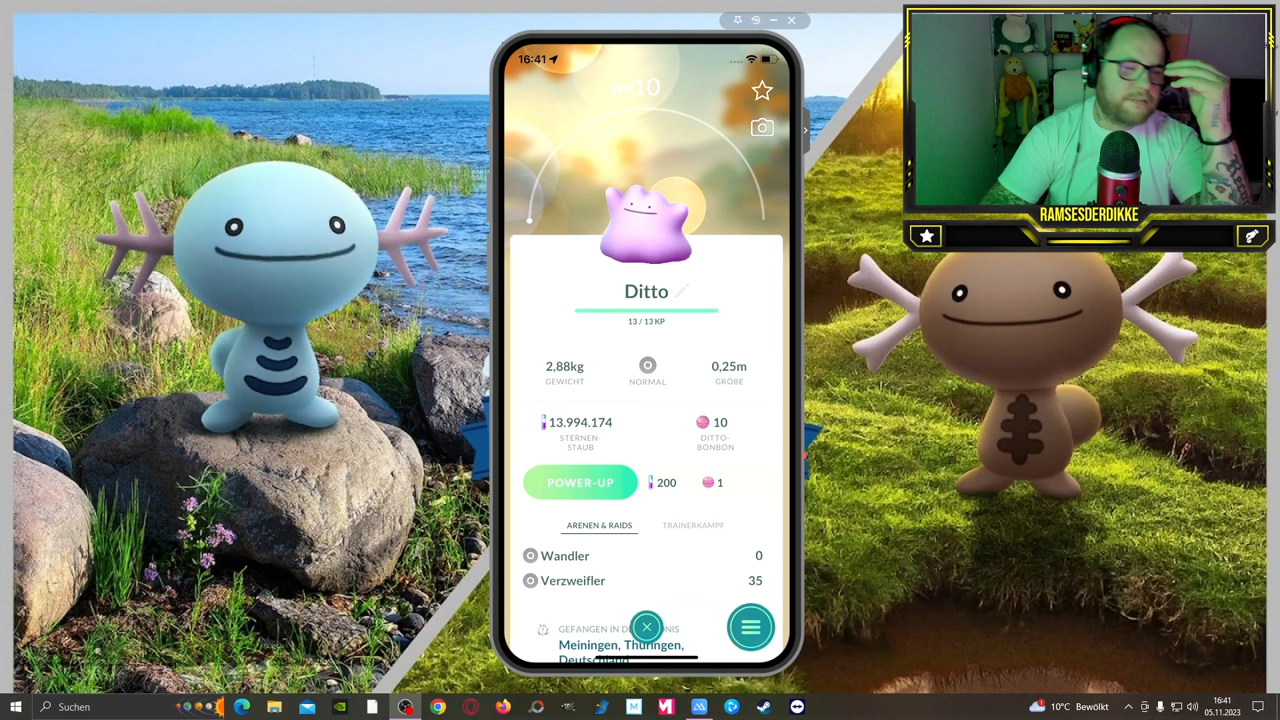 16:41
WP10
Ditto
13 / 13 KP
2,88kg
GEWICHT
NORMAL
0,25m
GRÖßE
13.994.174
STERNEN-
STAUB
10
DITTO-
BONBON
POWER-UP
200
1
ARENEN & RAIDS
TRAINERKAMPF
Wandler
0
Verzweifler
35
GEFANGEN IN
Meiningen, Thüringen,
Deutschland
RAMSESDERDIKKE
Suchen
10°C Bewölkt
16:41
05.11.2023